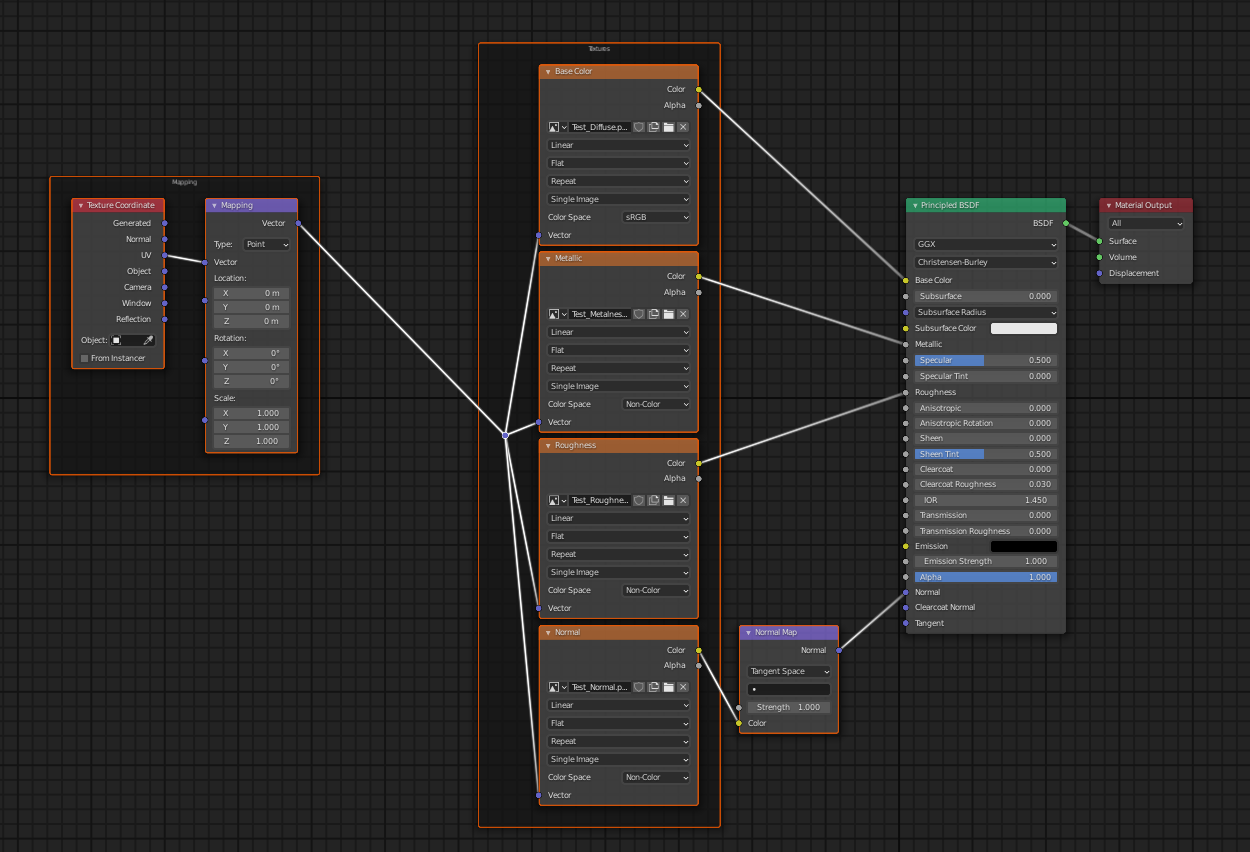 Mapping
Texture Coordinate
Generated
Normal
UV
Object
Camera
Window
Reflection
Object:
From Instancer
Mapping
Vector
Type: Point
Vector
Location:
X 0 m
Y 0 m
Z 0 m
Rotation:
X 0°
Y 0°
Z 0°
Scale:
X 1.000
Y 1.000
Z 1.000
Textures
Base Color
Color
Alpha
Test_Diffuse.p...
Linear
Flat
Repeat
Single Image
Color Space sRGB
Vector
Metallic
Color
Alpha
Test_Metalnes...
Linear
Flat
Repeat
Single Image
Color Space Non-Color
Vector
Roughness
Color
Alpha
Test_Roughne...
Linear
Flat
Repeat
Single Image
Color Space Non-Color
Vector
Normal
Color
Alpha
Test_Normal.p...
Linear
Flat
Repeat
Single Image
Color Space Non-Color
Vector
Normal Map
Normal
Tangent Space
Strength 1.000
Color
Principled BSDF
BSDF
GGX
Christensen-Burley
Base Color
Subsurface 0.000
Subsurface Radius
Subsurface Color
Metallic
Specular 0.500
Specular Tint 0.000
Roughness
Anisotropic 0.000
Anisotropic Rotation 0.000
Sheen 0.000
Sheen Tint 0.500
Clearcoat 0.000
Clearcoat Roughness 0.030
IOR 1.450
Transmission 0.000
Transmission Roughness 0.000
Emission
Emission Strength 1.000
Alpha 1.000
Normal
Clearcoat Normal
Tangent
Material Output
All
Surface
Volume
Displacement